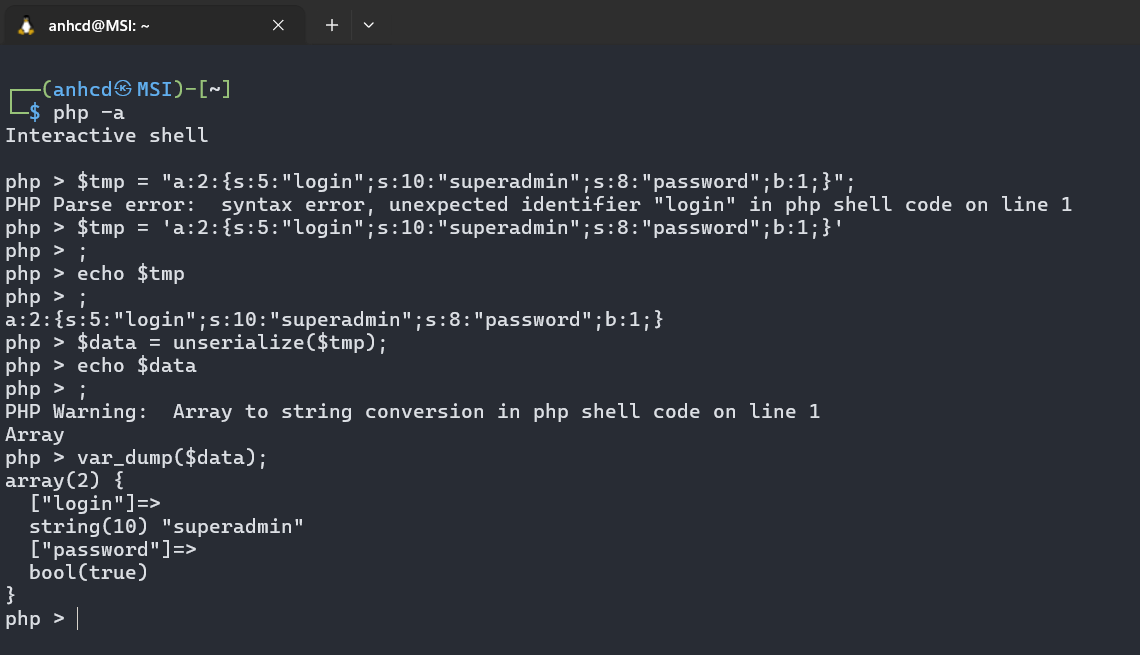 anhcd@MSI: ~
┌──(anhcd㉿MSI)-[~]
└─$ php -a
Interactive shell
php > $tmp = "a:2:{s:5:"login";s:10:"superadmin";s:8:"password";b:1;}";
PHP Parse error:  syntax error, unexpected identifier "login" in php shell code on line 1
php > $tmp = 'a:2:{s:5:"login";s:10:"superadmin";s:8:"password";b:1;}'
php > ;
php > echo $tmp
php > ;
a:2:{s:5:"login";s:10:"superadmin";s:8:"password";b:1;}
php > $data = unserialize($tmp);
php > echo $data
php > ;
PHP Warning:  Array to string conversion in php shell code on line 1
Array
php > var_dump($data);
array(2) {
  ["login"]=>
  string(10) "superadmin"
  ["password"]=>
  bool(true)
}
php >